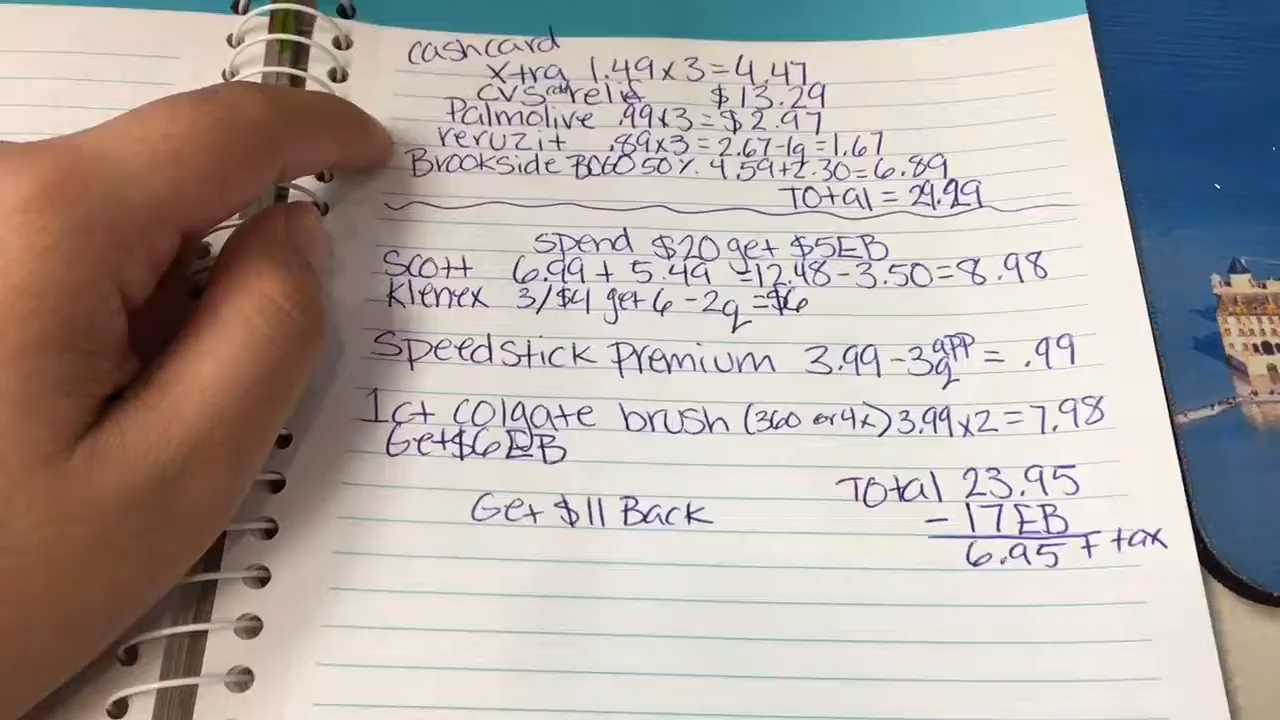 cashcard
xtra 1.49x3=4.47
CVS relie $13.29
Palmolive .99x3=$2.97
reruzit .89x3=2.67-1q=1.67
Brookside BOGO 50% 4.59+2.30=6.89
Total = 29.29
spend $20 get $5EB
Scott 6.99 + 5.49 =12.48-3.50=8.98
Klenex 3/$4 get 6 -2q =$6
Speedstick Premium 3.99-3 app q = .99
1ct colgate brush (360 or 4x) 3.99x2=7.98
Get $6 EB
Total 23.95
Get $11 Back
- 17EB
6.95 + tax